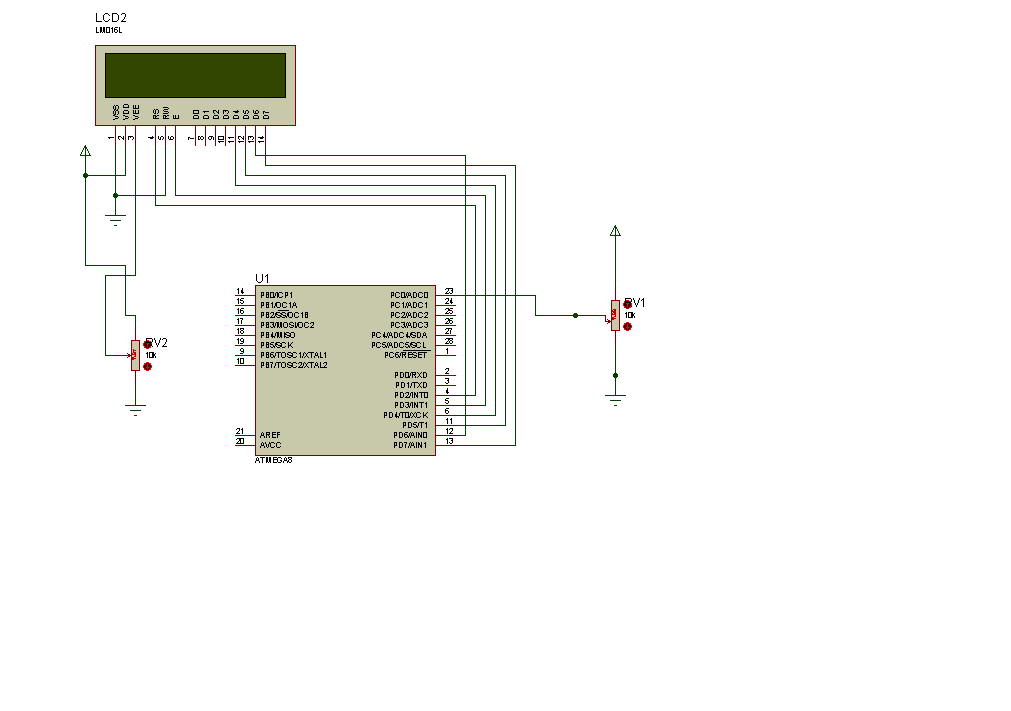 LCD2
LM016L
VSS
VDD
VEE
RS
RW
E
D0
D1
D2
D3
D4
D5
D6
D7
1
2
3
4
5
6
7
8
9
10
11
12
13
14
U1
14 PB0/ICP1 PC0/ADC0 23
15 PB1/OC1A PC1/ADC1 24
16 PB2/SS/OC1B PC2/ADC2 25
17 PB3/MOSI/OC2 PC3/ADC3 26
18 PB4/MISO PC4/ADC4/SDA 27
19 PB5/SCK PC5/ADC5/SCL 28
9 PB6/TOSC1/XTAL1 PC6/RESET 1
10 PB7/TOSC2/XTAL2
PD0/RXD 2
PD1/TXD 3
PD2/INT0 4
PD3/INT1 5
PD4/T0/XCK 6
PD5/T1 11
21 AREF PD6/AIN0 12
20 AVCC PD7/AIN1 13
ATMEGA8
RV1
10k
RV2
10k